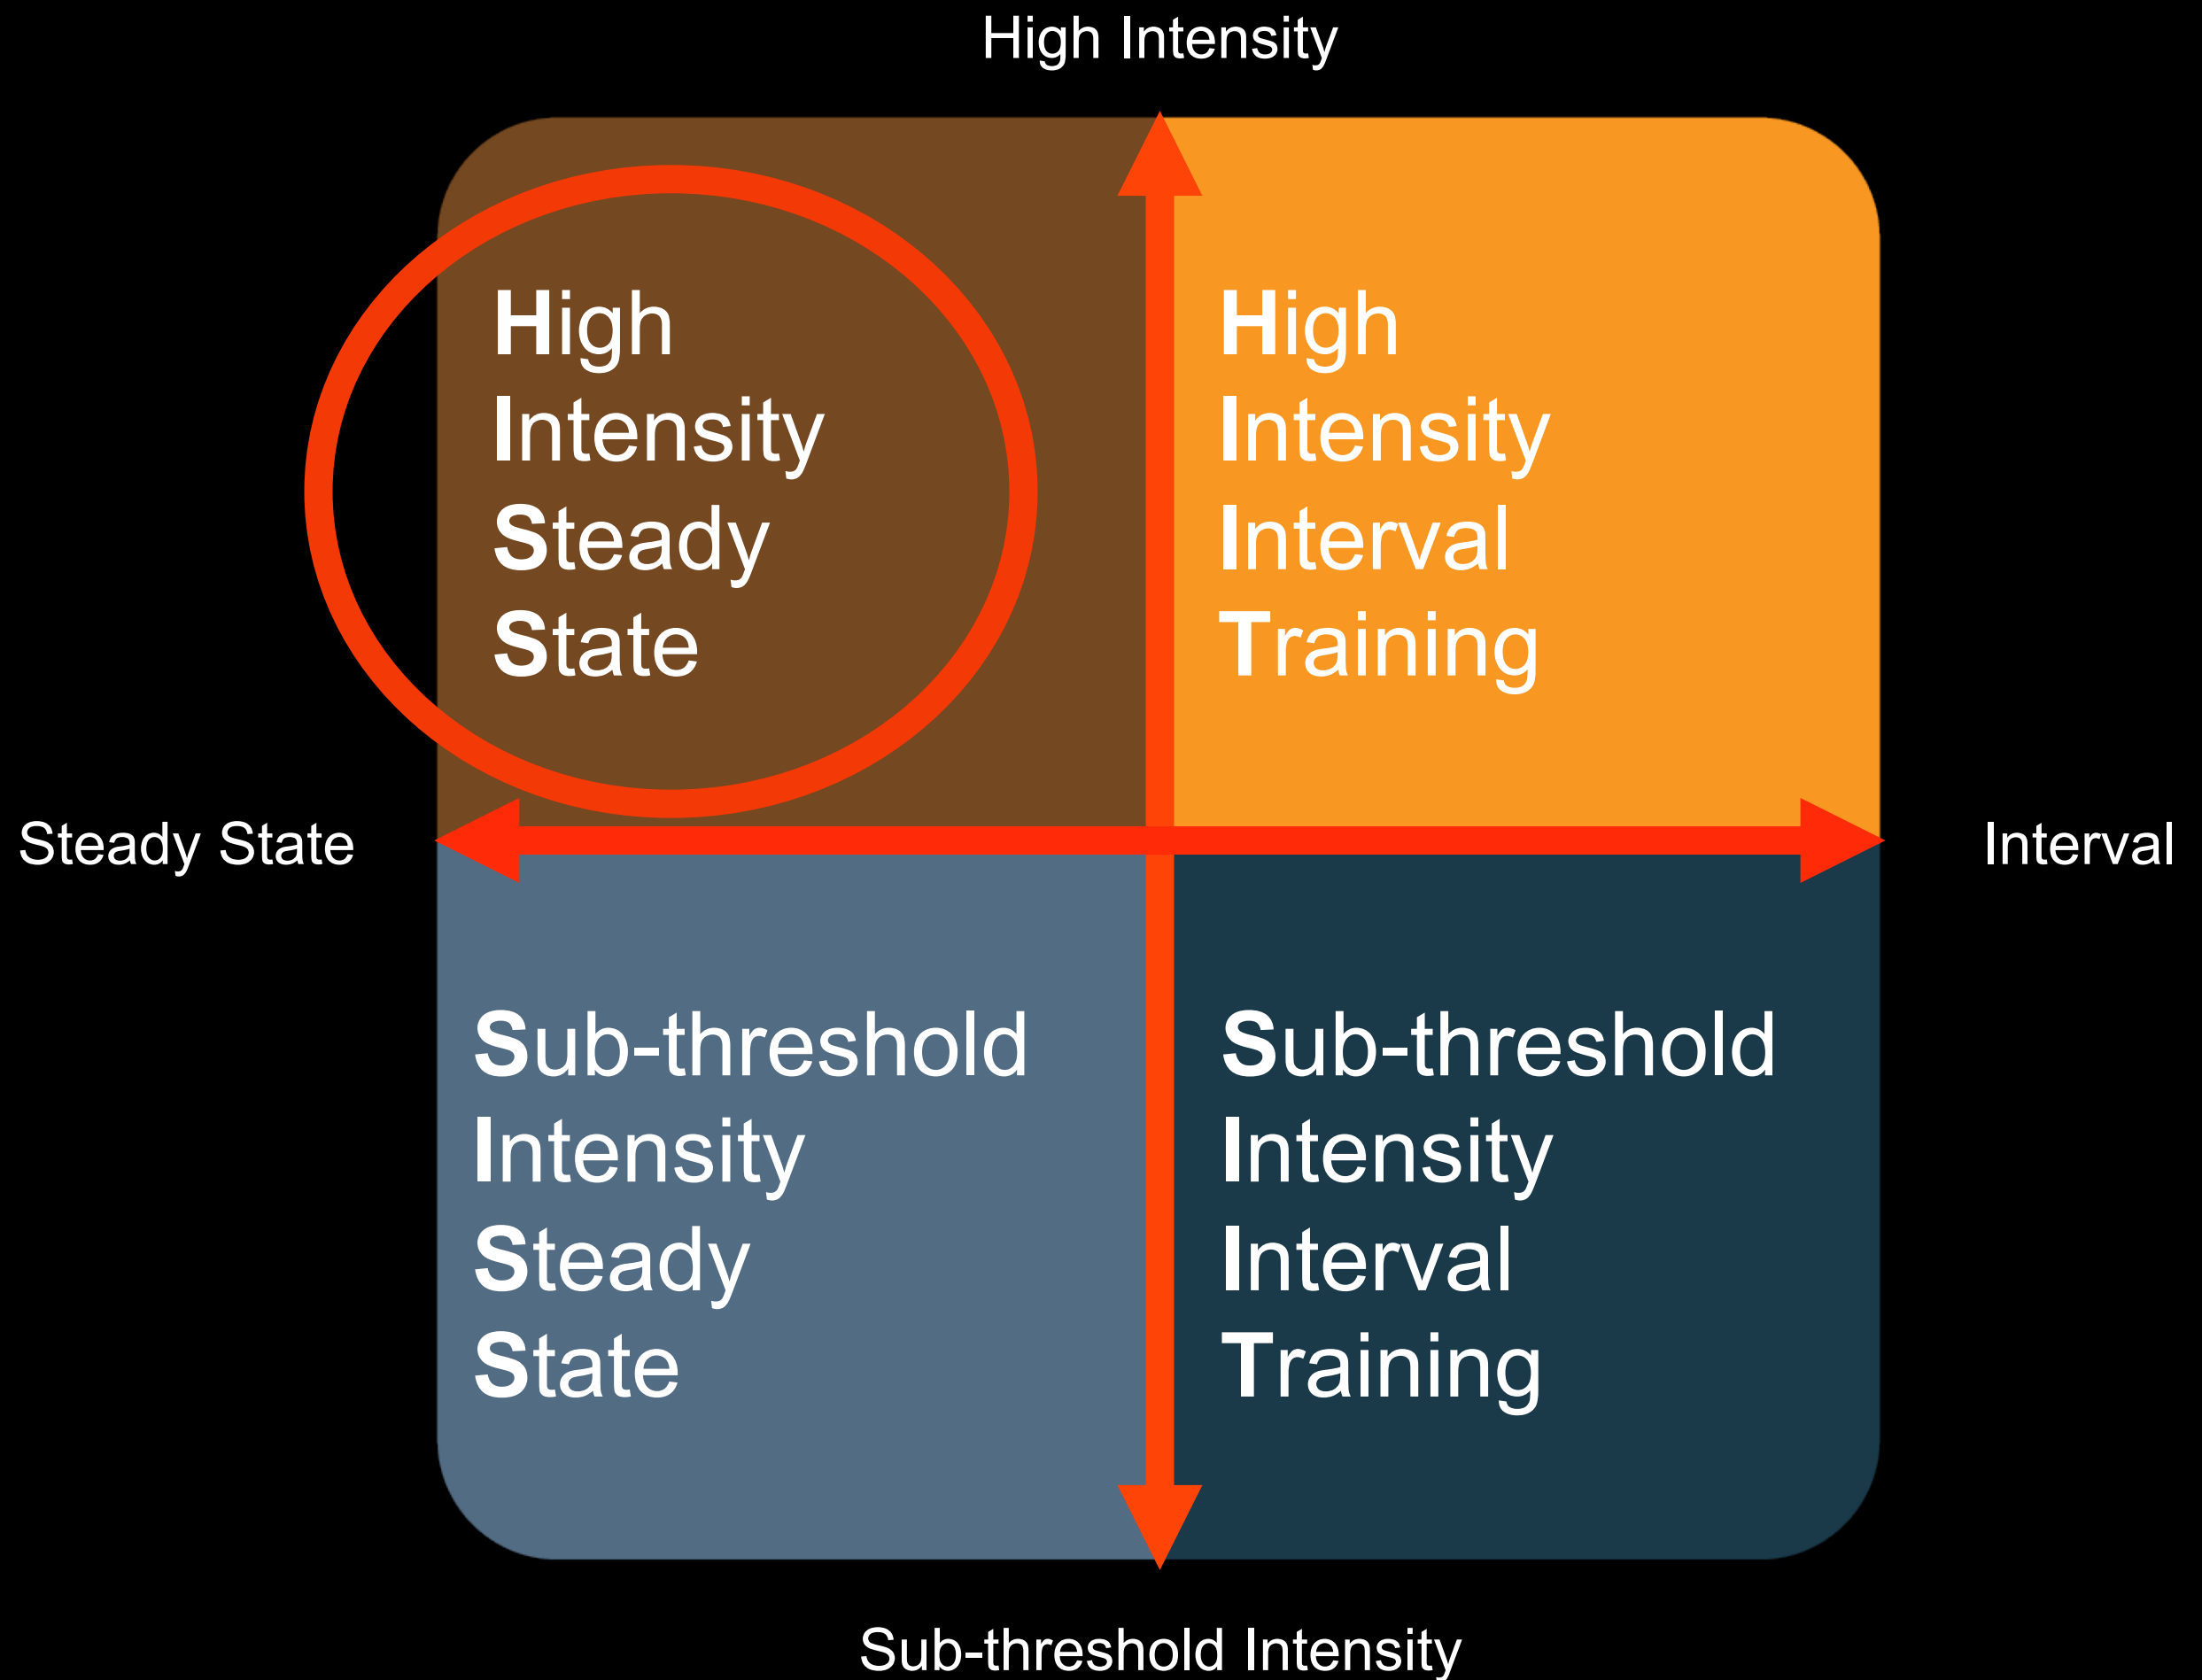 High Intensity
High
Intensity
Steady
State
High
Intensity
Interval
Training
Steady State
Interval
Sub-threshold
Intensity
Steady
State
Sub-threshold
Intensity
Interval
Training
Sub-threshold Intensity